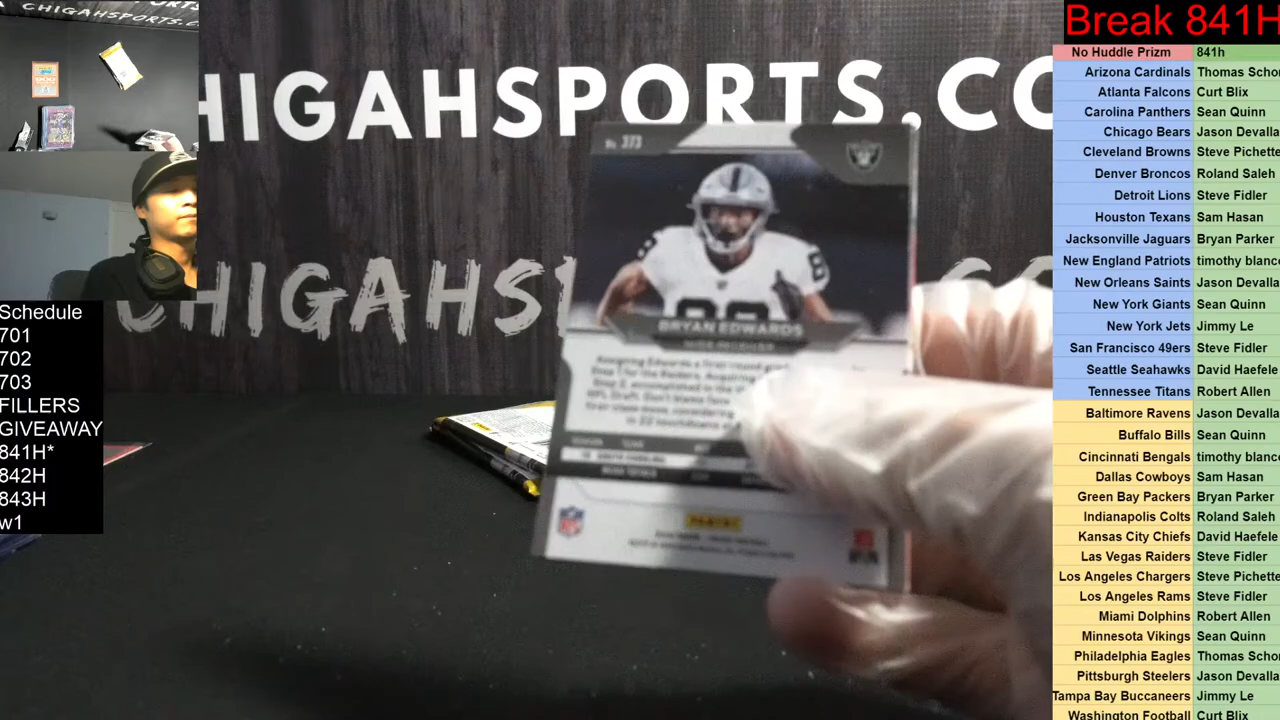 CHIGAHSPORTS.C
Break 841H
No Huddle Prizm 841h
Arizona Cardinals Thomas Scho
Atlanta Falcons Curt Blix
Carolina Panthers Sean Quinn
Chicago Bears Jason Devalla
Cleveland Browns Steve Pichette
Denver Broncos Roland Saleh
Detroit Lions Steve Fidler
Houston Texans Sam Hasan
Jacksonville Jaguars Bryan Parker
New England Patriots timothy blanc
New Orleans Saints Jason Devalla
New York Giants Sean Quinn
New York Jets Jimmy Le
San Francisco 49ers Steve Fidler
Seattle Seahawks David Haefele
Tennessee Titans Robert Allen
Baltimore Ravens Jason Devalla
Buffalo Bills Sean Quinn
Cincinnati Bengals timothy blanc
Dallas Cowboys Sam Hasan
Green Bay Packers Bryan Parker
Indianapolis Colts Roland Saleh
Kansas City Chiefs David Haefele
Las Vegas Raiders Steve Fidler
Los Angeles Chargers Steve Pichette
Los Angeles Rams Steve Fidler
Miami Dolphins Robert Allen
Minnesota Vikings Sean Quinn
Philadelphia Eagles Thomas Scho
Pittsburgh Steelers Jason Devalla
Tampa Bay Buccaneers Jimmy Le
Washington Football Curt Blix
HIGAHSPORTS.CO
CHIGAHS
C
No. 373
BRYAN EDWARDS
WIDE RECEIVER
PANINI
Schedule
701
702
703
FILLERS
GIVEAWAY
841H*
842H
843H
w1